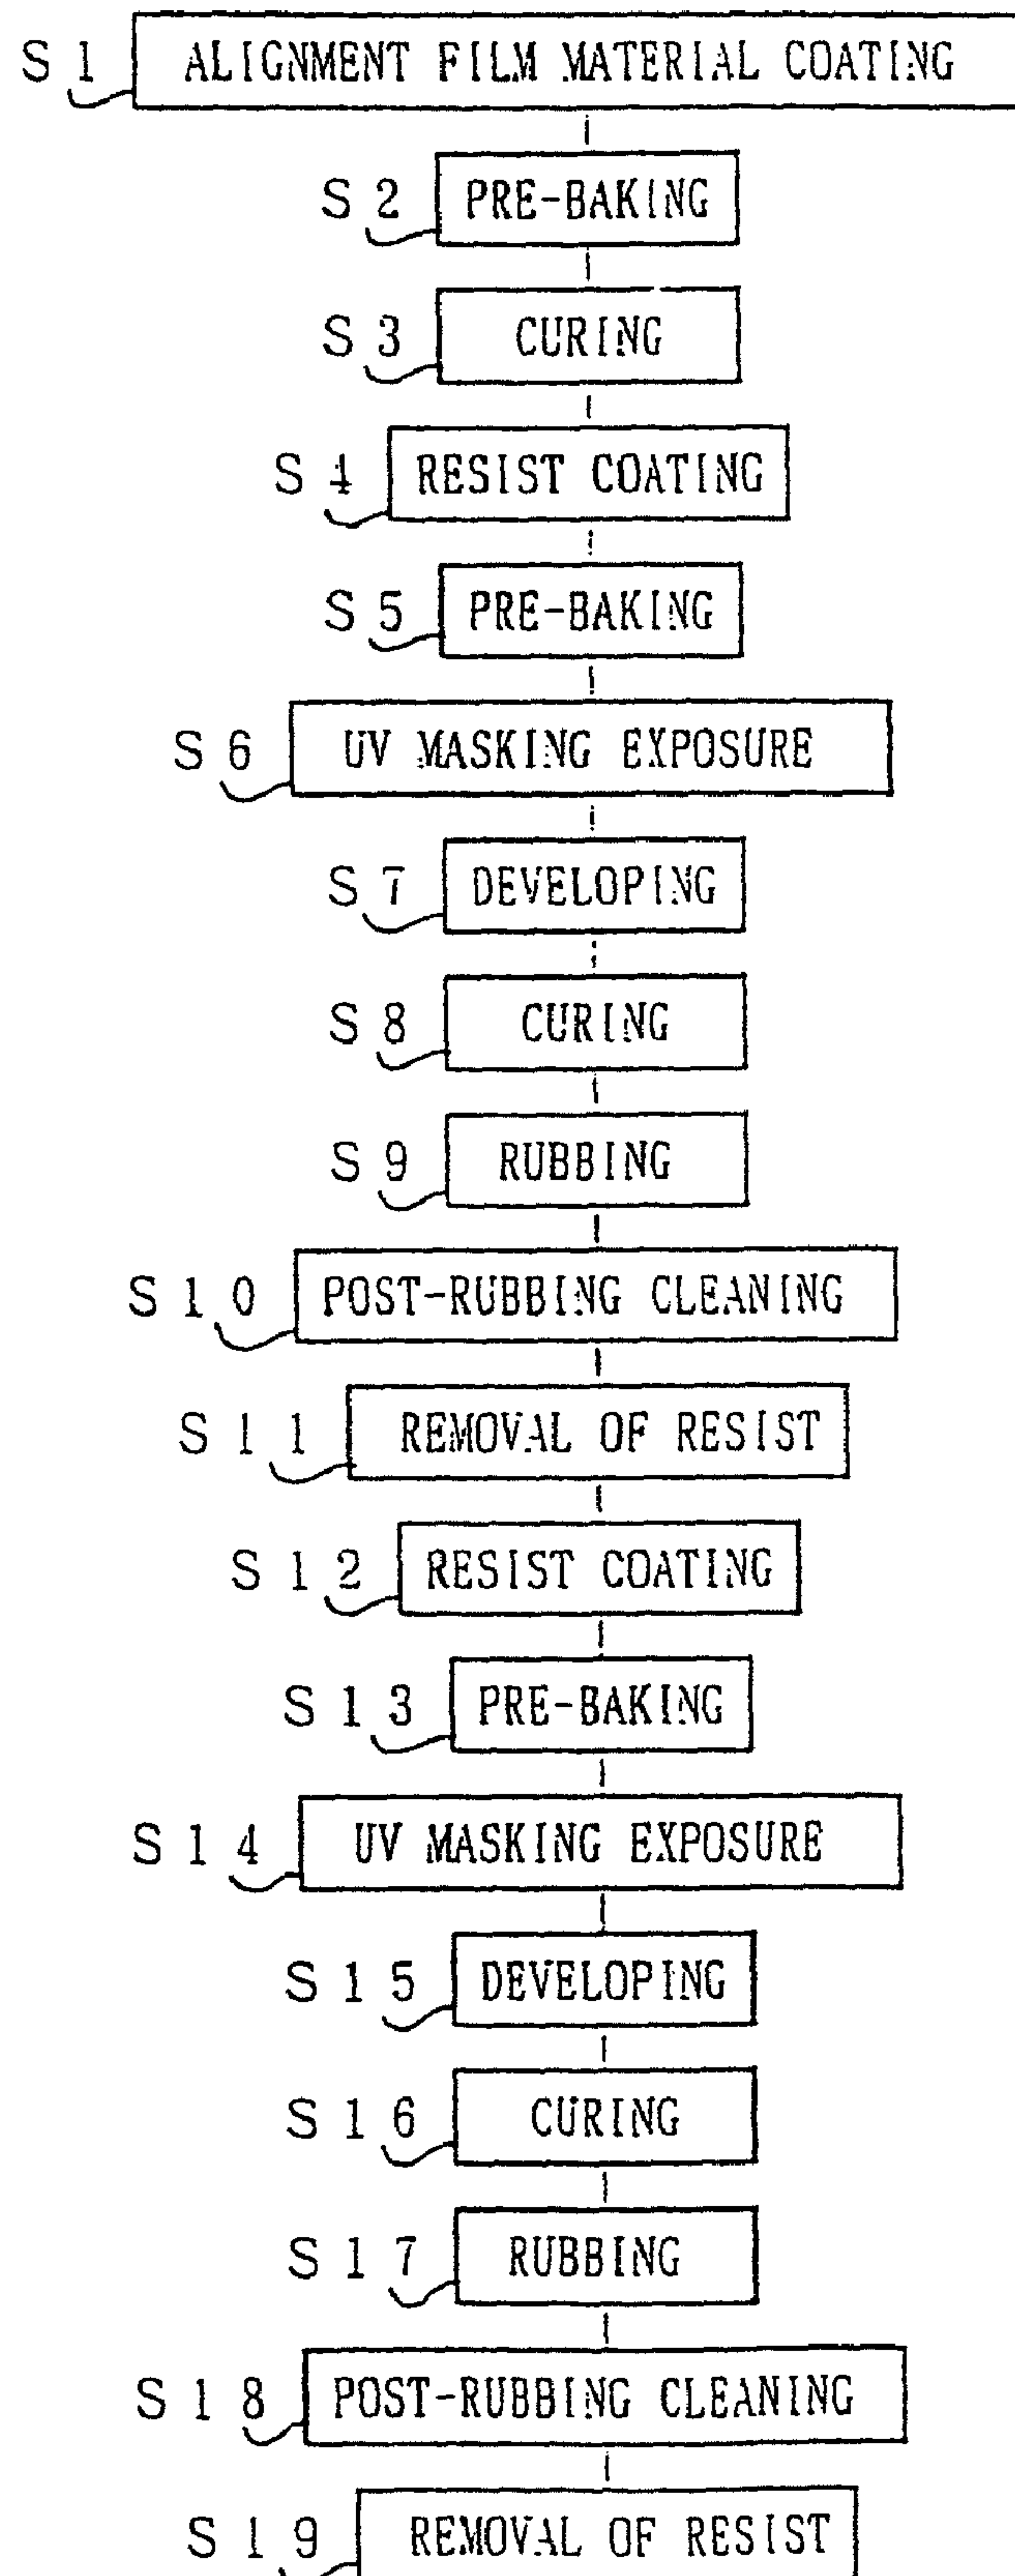 S1 ALIGNMENT FILM MATERIAL COATING
S2 PRE-BAKING
S3 CURING
S4 RESIST COATING
S5 PRE-BAKING
S6 UV MASKING EXPOSURE
S7 DEVELOPING
S8 CURING
S9 RUBBING
S10 POST-RUBBING CLEANING
S11 REMOVAL OF RESIST
S12 RESIST COATING
S13 PRE-BAKING
S14 UV MASKING EXPOSURE
S15 DEVELOPING
S16 CURING
S17 RUBBING
S18 POST-RUBBING CLEANING
S19 REMOVAL OF RESIST